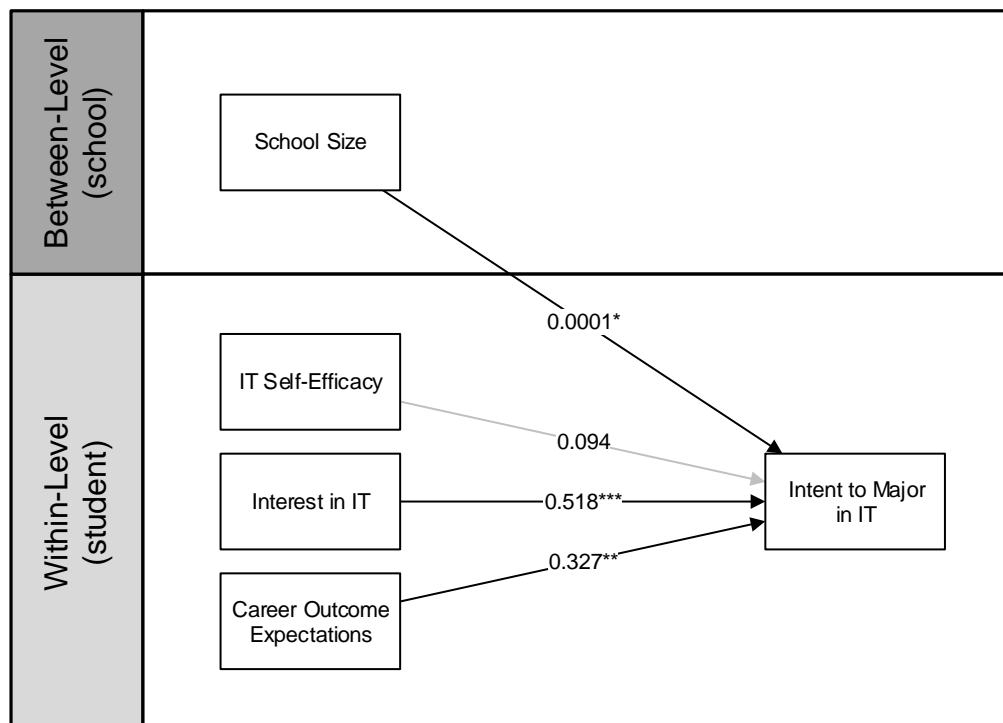 Between-Level
(school)
School Size
0.0001*
Within-Level
(student)
IT Self-Efficacy
0.094
Interest in IT
0.518***
Intent to Major
in IT
0.327**
Career Outcome
Expectations